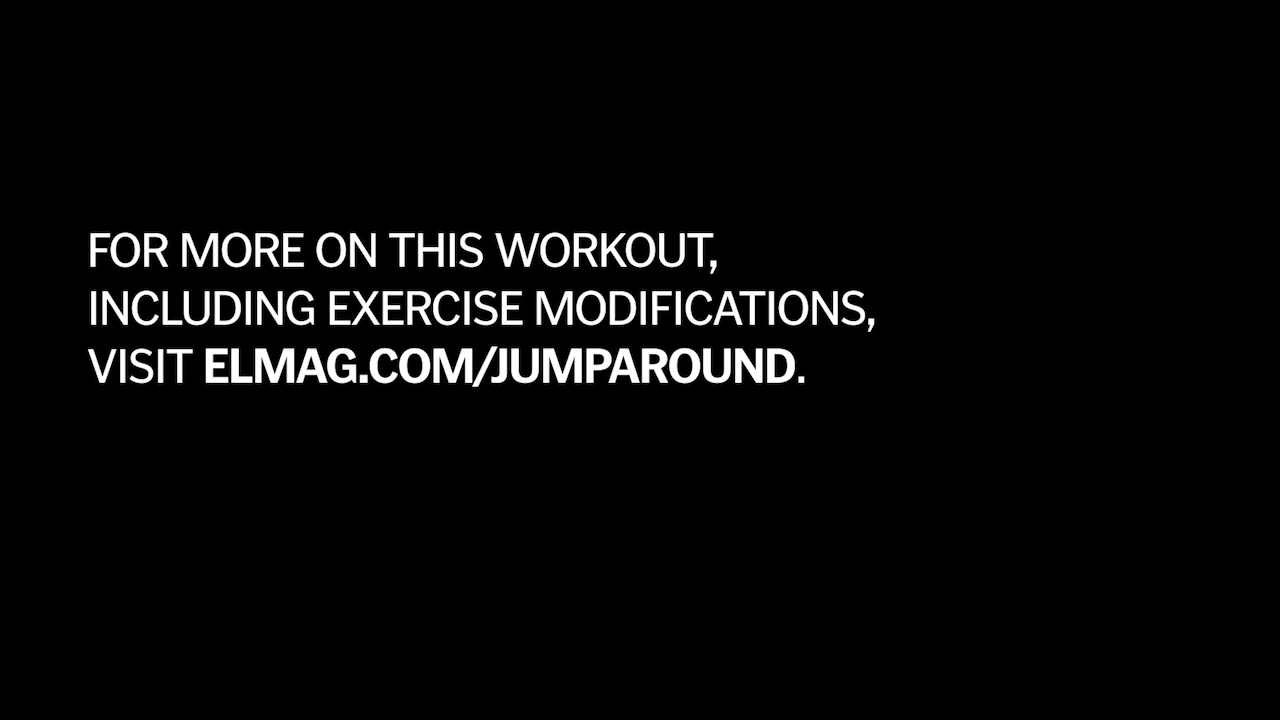 FOR MORE ON THIS WORKOUT,
INCLUDING EXERCISE MODIFICATIONS,
VISIT ELMAG.COM/JUMPAROUND.